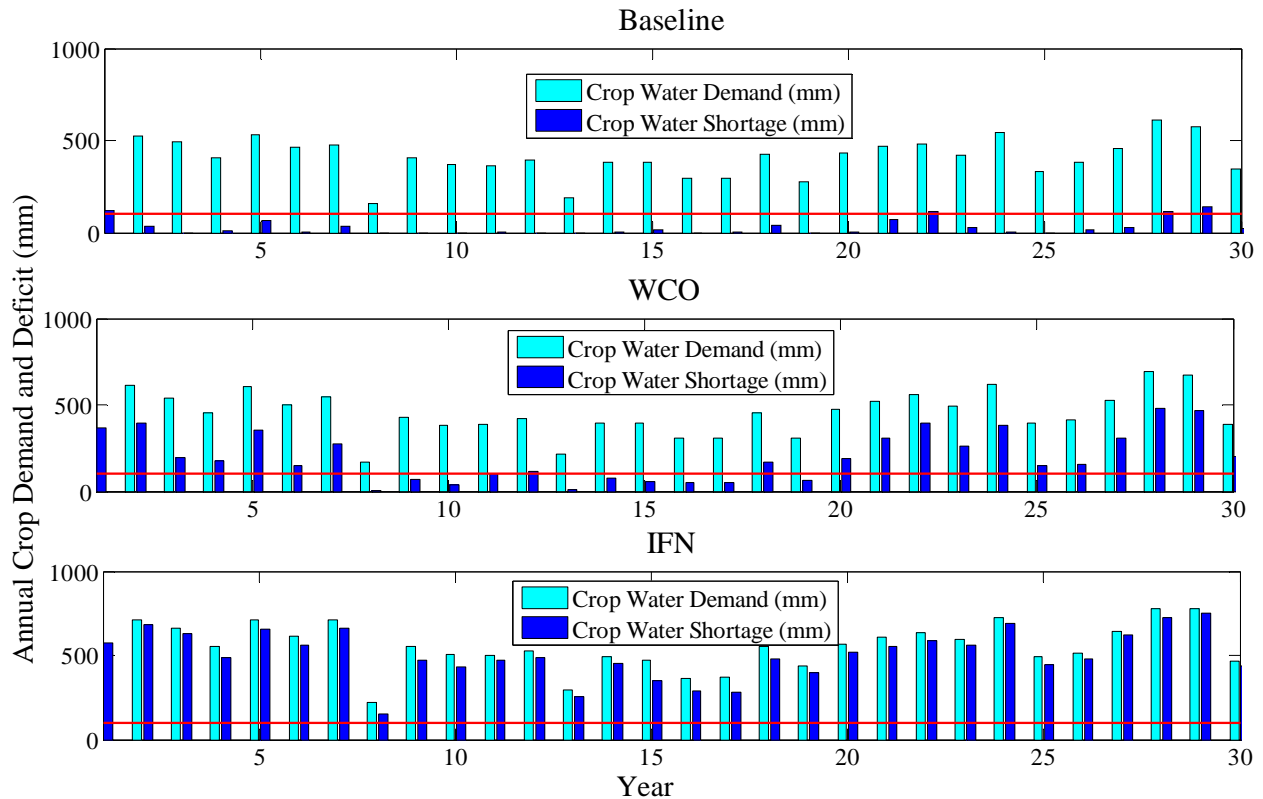 Baseline
1000
500
0
Crop Water Demand (mm)
Crop Water Shortage (mm)
5
10
15
20
25
30
WCO
1000
500
0
Crop Water Demand (mm)
Crop Water Shortage (mm)
5
10
15
20
25
30
IFN
1000
500
0
Crop Water Demand (mm)
Crop Water Shortage (mm)
5
10
15
20
25
30
Year
Annual Crop Demand and Deficit (mm)